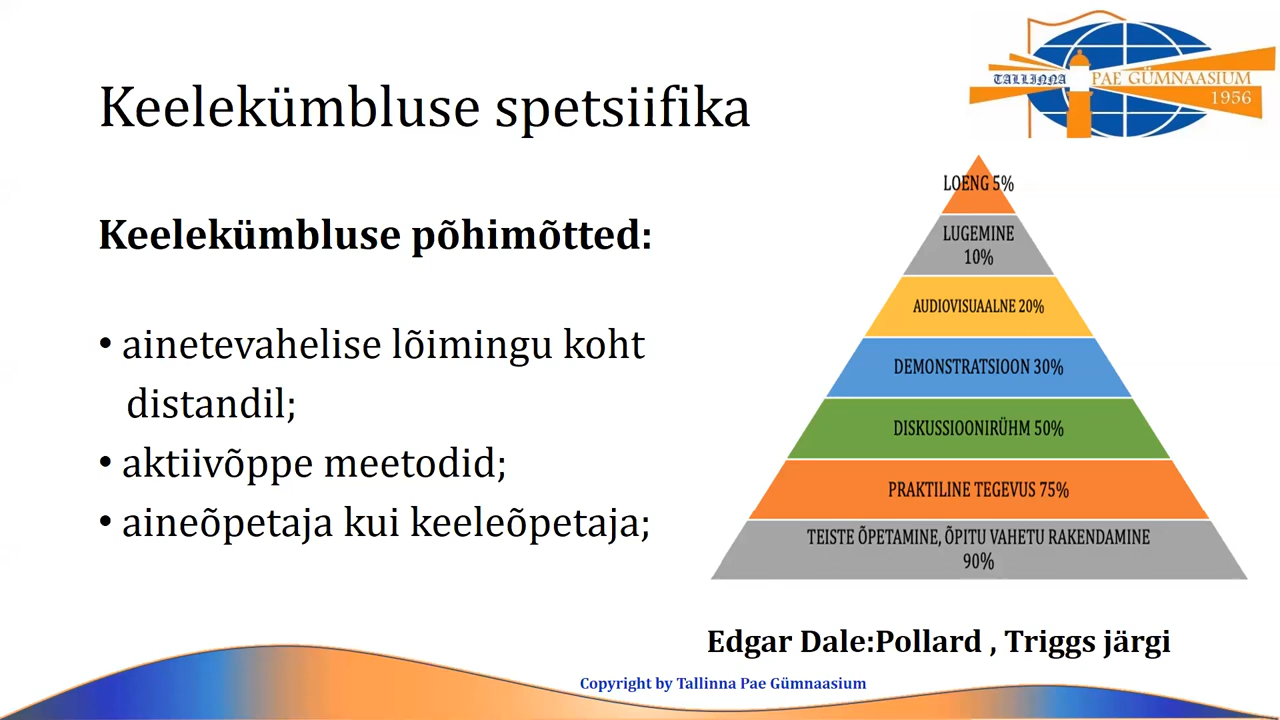 TALLINNA PAE GÜMNAASIUM
1956
Keelekümbluse spetsiifika
Keelekümbluse põhimõtted:
• ainetevahelise lõimingu koht
distandil;
• aktiivõppe meetodid;
• aineõpetaja kui keeleõpetaja;
LOENG 5%
LUGEMINE
10%
AUDIOVISUAALNE 20%
DEMONSTRATSIOON 30%
DISKUSSIOONIRÜHM 50%
PRAKTILINE TEGEVUS 75%
TEISTE ÕPETAMINE, ÕPITU VAHETU RAKENDAMINE
90%
Edgar Dale:Pollard , Triggs järgi
Copyright by Tallinna Pae Gümnaasium